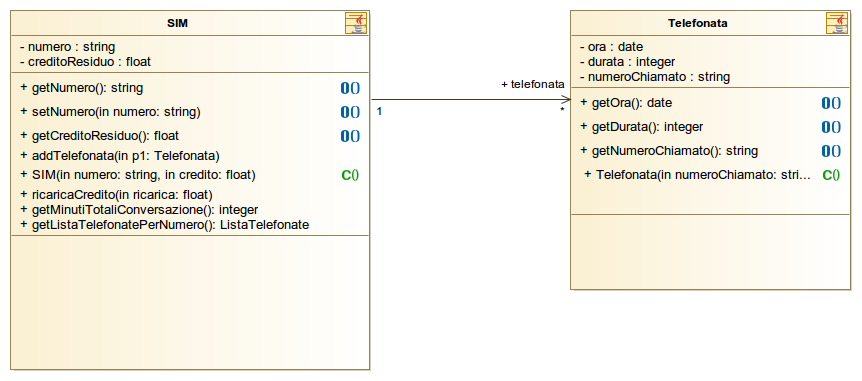 SIM
- numero : string
- creditoResiduo : float
+ getNumero(): string
+ setNumero(in numero: string)
+ getCreditoResiduo(): float
+ addTelefonata(in p1: Telefonata)
+ SIM(in numero: string, in credito: float)
C()
+ ricaricaCredito(in ricarica: float)
+ getMinutiTotaliConversazione(): integer
+ getListaTelefonatePerNumero(): ListaTelefonate
+ telefonata
1
*
Telefonata
- ora : date
- durata : integer
- numeroChiamato : string
+ getOra(): date
+ getDurata(): integer
+ getNumeroChiamato(): string
+ Telefonata(in numeroChiamato: stri...
C()